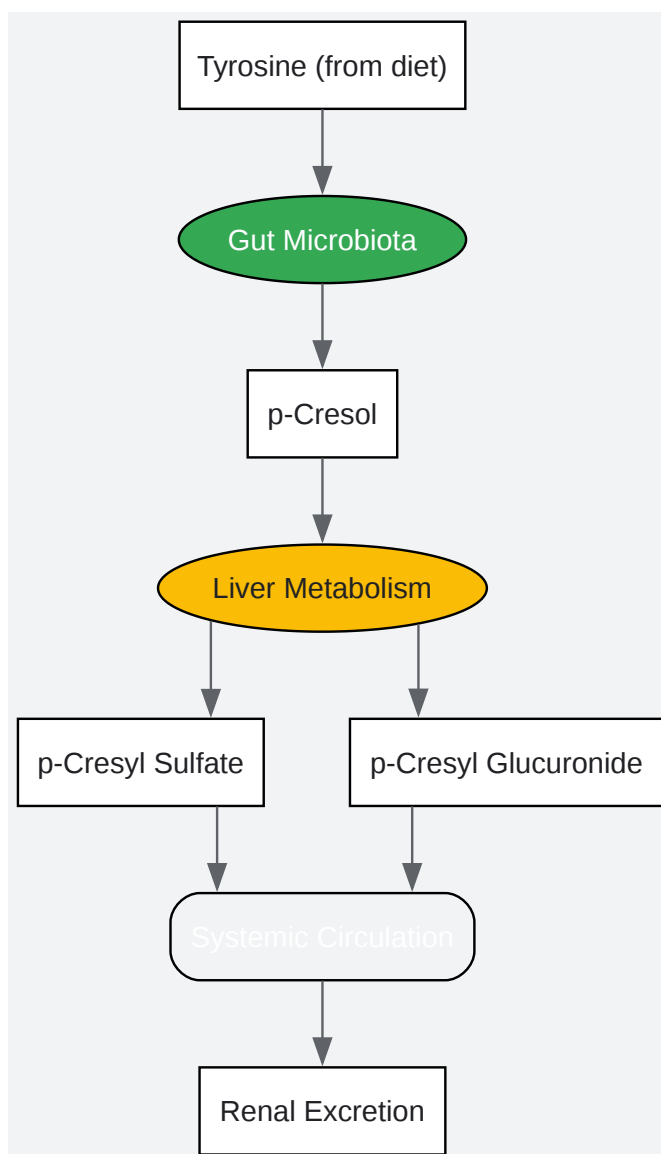 Tyrosine (from diet)
Gut Microbiota
p-Cresol
Liver Metabolism
p-Cresyl Sulfate
p-Cresyl Glucuronide
Systemic Circulation
Renal Excretion